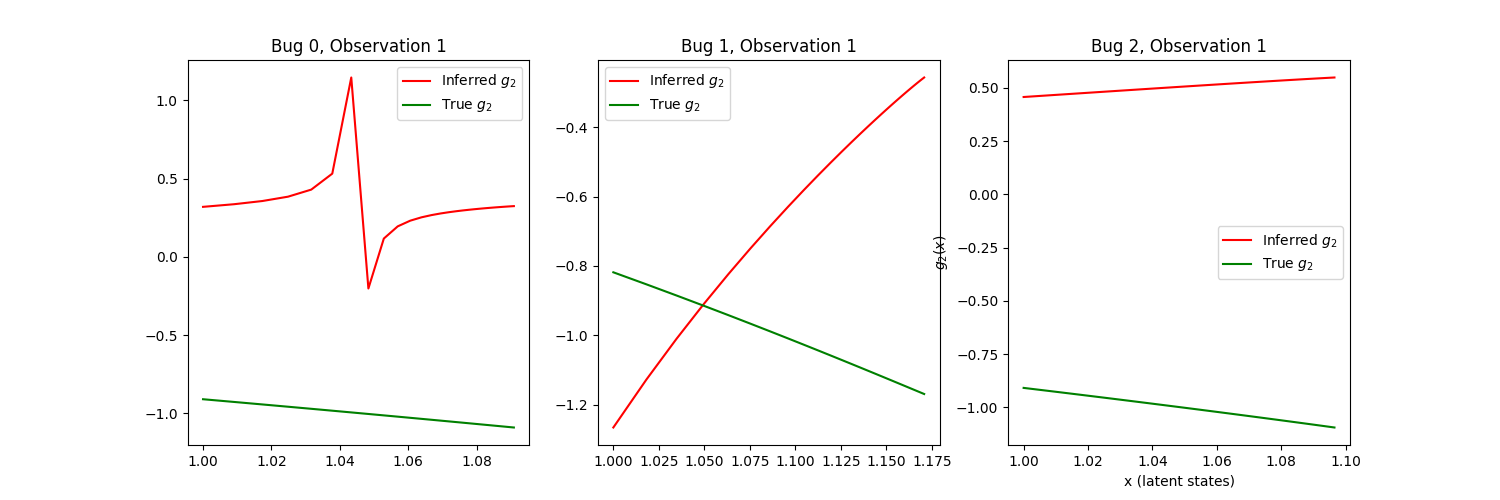 Bug 0, Observation 1
Inferred g₂
True g₂
1.0
0.5
0.0
−0.5
−1.0
1.00 1.02 1.04 1.06 1.08
Bug 1, Observation 1
Inferred g₂
True g₂
−0.4
−0.6
−0.8
−1.0
−1.2
1.000 1.025 1.050 1.075 1.100 1.125 1.150 1.175
Bug 2, Observation 1
Inferred g₂
True g₂
g₂(x)
0.50
0.25
0.00
−0.25
−0.50
−0.75
−1.00
1.00 1.02 1.04 1.06 1.08 1.10
x (latent states)